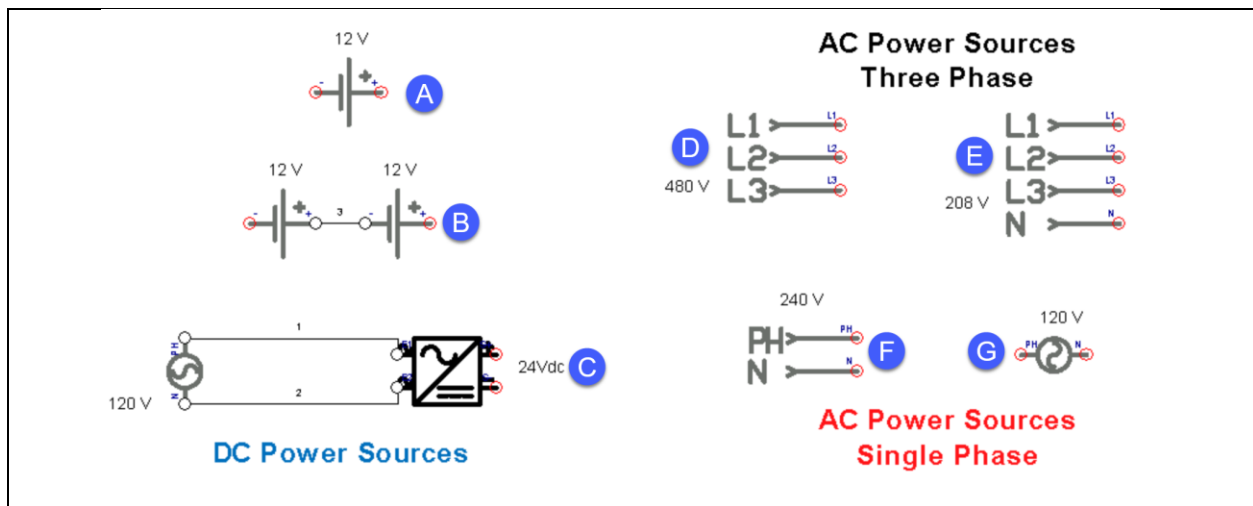 12 V
- + +
A
12 V 12 V
- + + 3 - + +
B
1
PH
24Vdc C
N
120 V
2
DC Power Sources
AC Power Sources
Three Phase
L1 L1
D L2 L2
480 V L3 L3
L1 L1
E L2 L2
208 V L3 L3
N N
240 V
PH PH
F
N N
120 V
G PH N
AC Power Sources
Single Phase